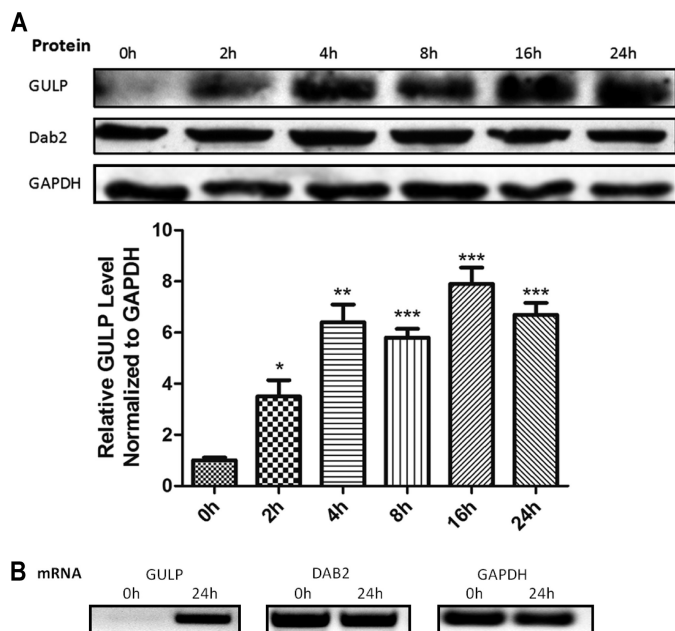 A
Protein 0h 2h 4h 8h 16h 24h
GULP
Dab2
GAPDH
Relative GULP Level
Normalized to GAPDH
10
8
6
4
2
0
* ** *** *** ***
0h 2h 4h 8h 16h 24h
B mRNA GULP DAB2 GAPDH
0h 24h 0h 24h 0h 24h